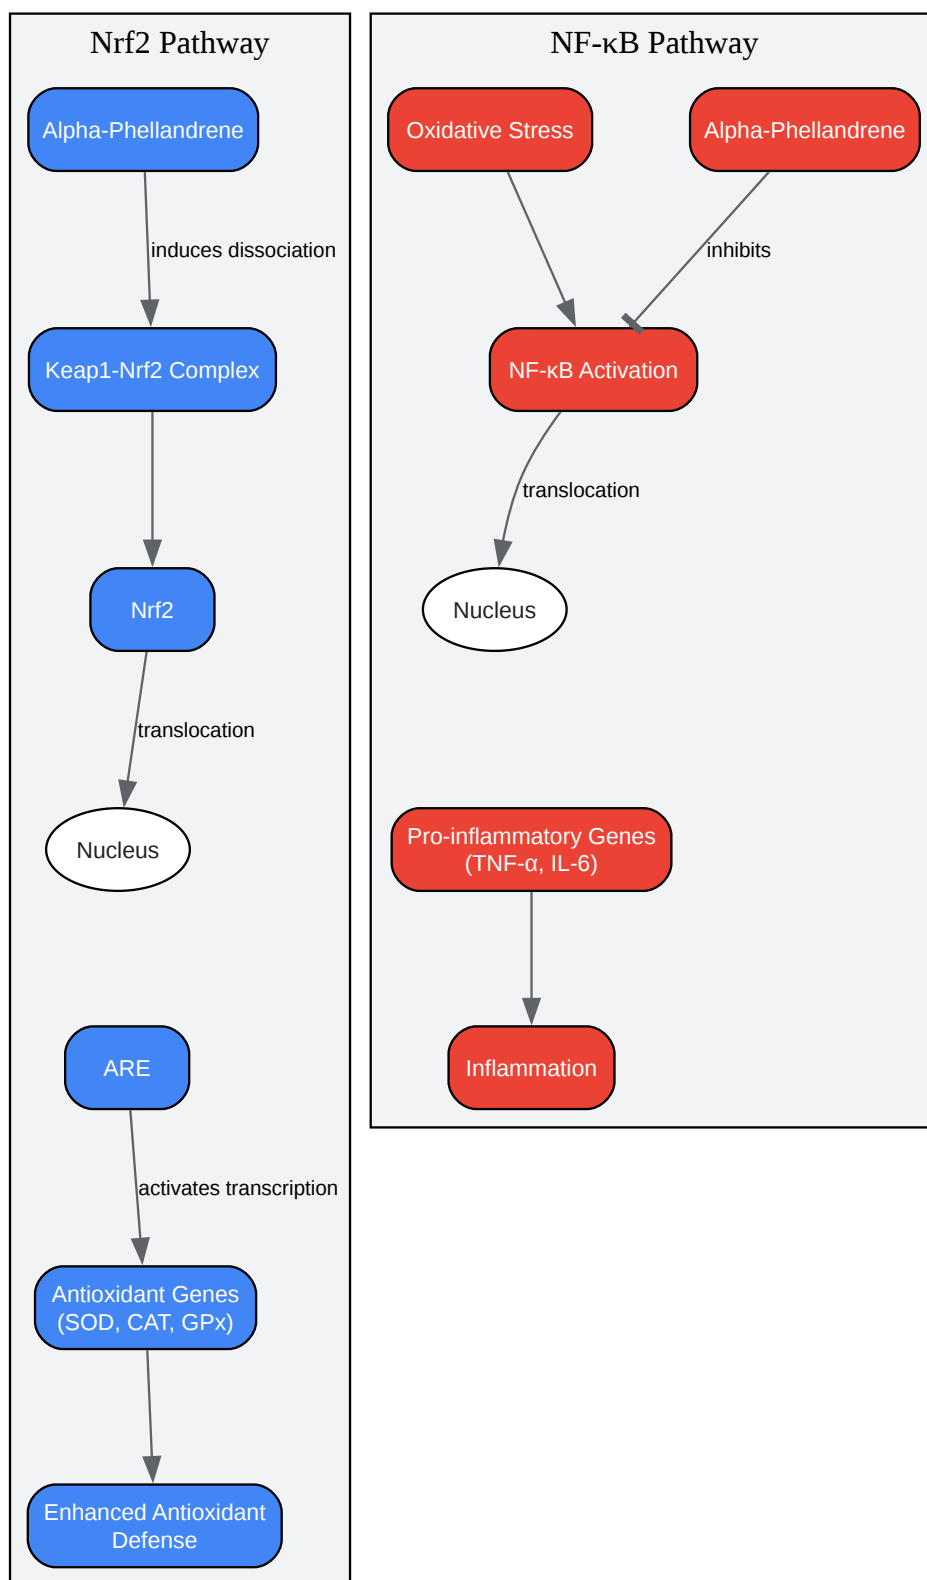 Nrf2 Pathway
Alpha-Phellandrene
induces dissociation
Keap1-Nrf2 Complex
Nrf2
translocation
Nucleus
ARE
activates transcription
Antioxidant Genes
(SOD, CAT, GPx)
Enhanced Antioxidant
Defense
NF-κB Pathway
Oxidative Stress
Alpha-Phellandrene
inhibits
NF-κB Activation
translocation
Nucleus
Pro-inflammatory Genes
(TNF-α, IL-6)
Inflammation